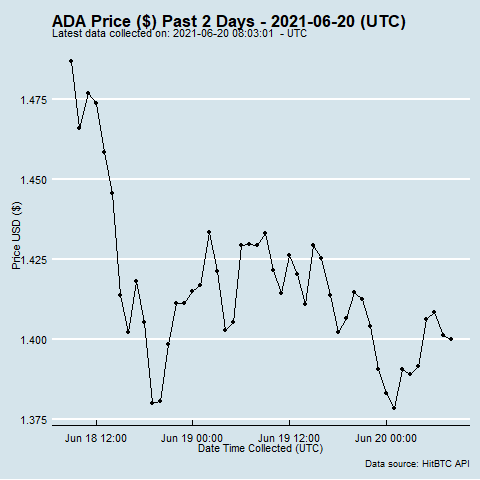 ADA Price ($) Past 2 Days - 2021-06-20 (UTC)
Latest data collected on: 2021-06-20 08:03:01  - UTC
Price USD ($)
1.475
1.450
1.425
1.400
1.375
Jun 18 12:00 Jun 19 00:00 Jun 19 12:00 Jun 20 00:00
Date Time Collected (UTC)
Data source: HitBTC API